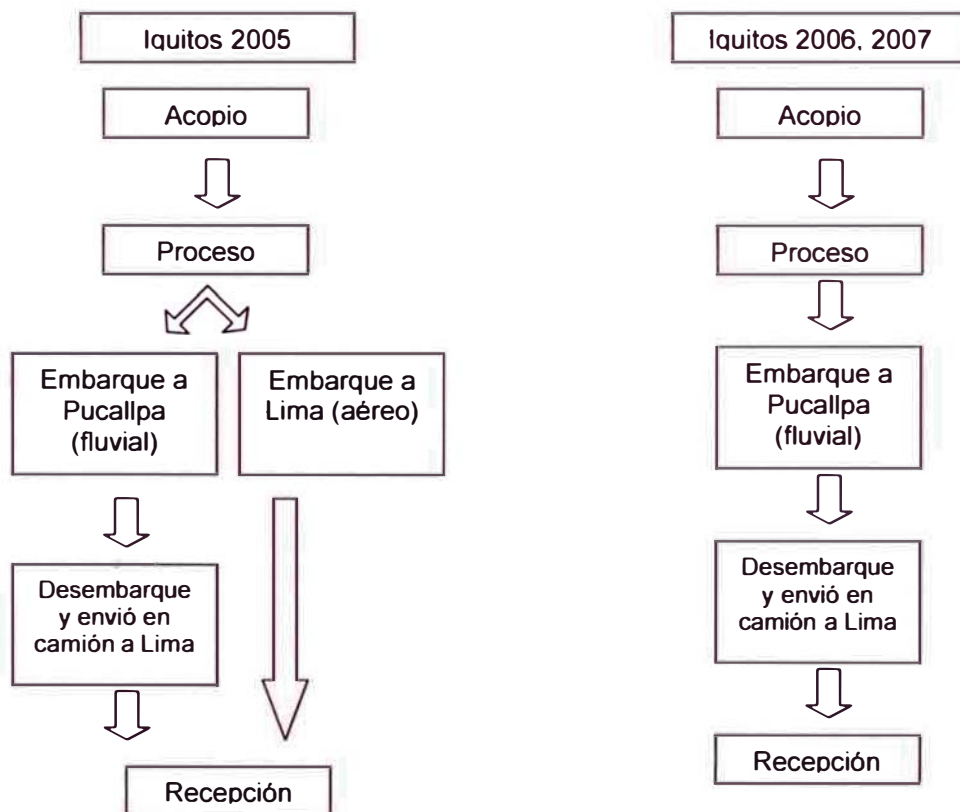 Iquitos 2005
Acopio
Proceso
Embarque a
Pucallpa
(fluvial)
Embarque a
Lima (aéreo)
Desembarque
y envió en
camión a Lima
Recepción
Iquitos 2006, 2007
Acopio
Proceso
Embarque a
Pucallpa
(fluvial)
Desembarque
y envió en
camión a Lima
Recepción